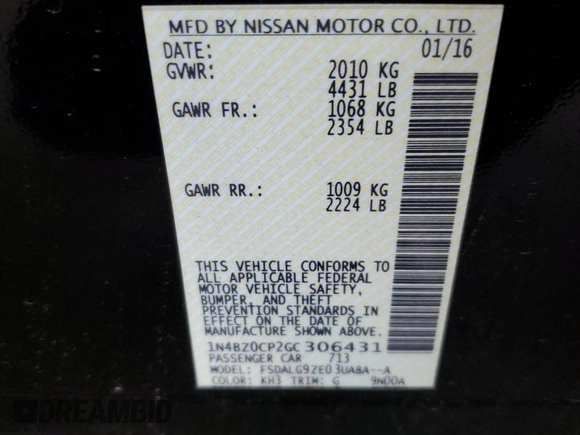 MFD BY NISSAN MOTOR CO., LTD.
DATE: 01/16
GVWR: 2010 KG
4431 LB
GAWR FR.: 1068 KG
2354 LB
GAWR RR.: 1009 KG
2224 LB
THIS VEHICLE CONFORMS TO
ALL APPLICABLE FEDERAL
MOTOR VEHICLE SAFETY,
BUMPER, AND THEFT
PREVENTION STANDARDS IN
EFFECT ON THE DATE OF
MANUFACTURE SHOWN ABOVE.
1N4BZ0CP2GC306431
PASSENGER CAR 713
MODEL: FSDALG9ZE03UABA--A
COLOR: KH3 TRIM: G 9N00A
DREAMBID